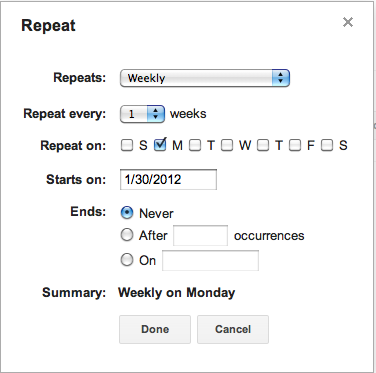 Repeat
Repeats: Weekly
Repeat every: 1 weeks
Repeat on: S M T W T F S
Starts on: 1/30/2012
Ends: Never
After occurrences
On
Summary: Weekly on Monday
Done Cancel